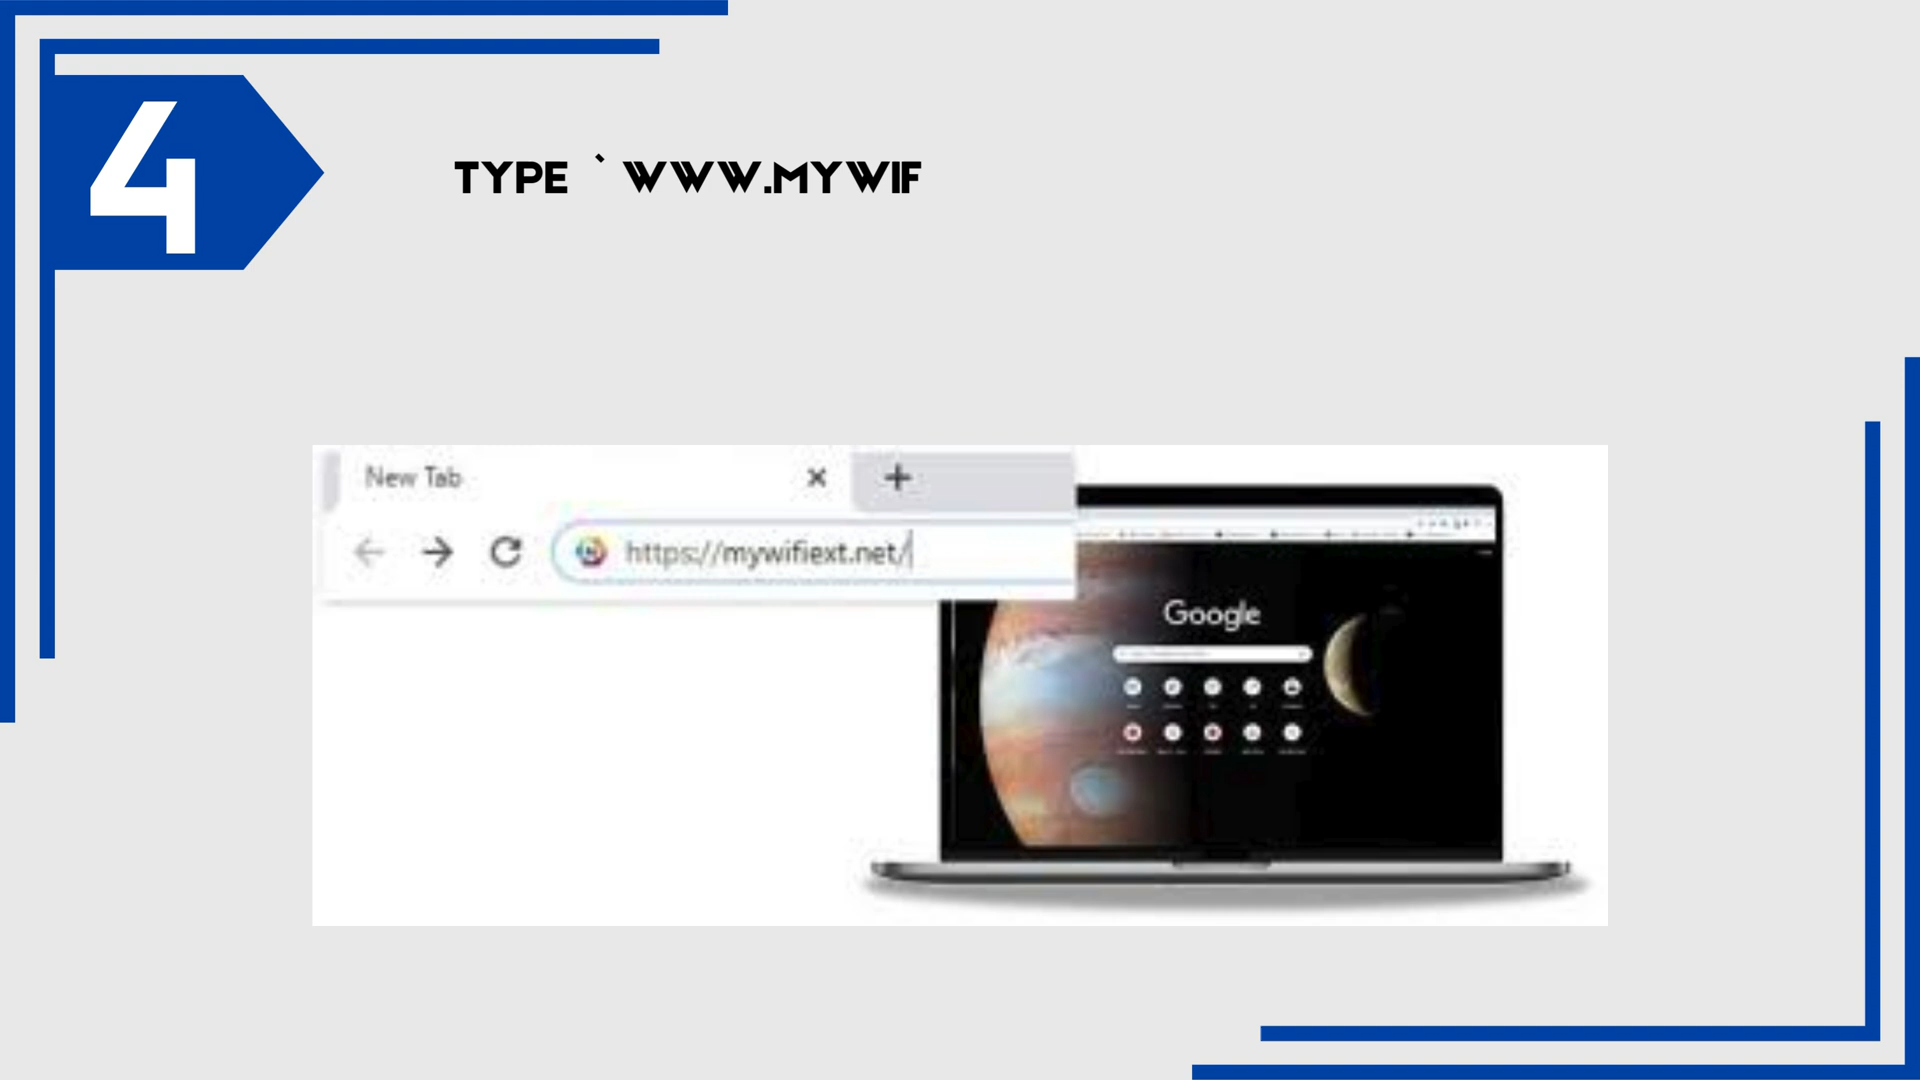 4
TYPE ` WWW.MYWIF
New Tab
https://mywifiext.net/
Google